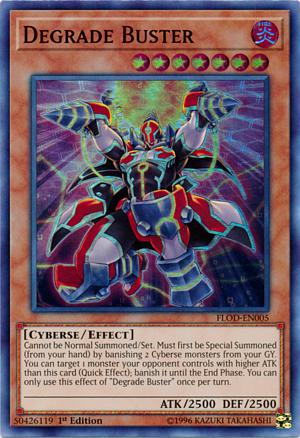 DEGRADE BUSTER
炎
FLOD-EN005
[CYBERSE/EFFECT]
Cannot be Normal Summoned/Set. Must first be Special Summoned
(from your hand) by banishing 2 Cyberse monsters from your GY.
You can target 1 monster your opponent controls with higher ATK
than this card (Quick Effect); banish it until the End Phase. You can
only use this effect of "Degrade Buster" once per turn.
ATK/2500 DEF/2500
50426119 1st Edition ©1996 KAZUKI TAKAHASHI